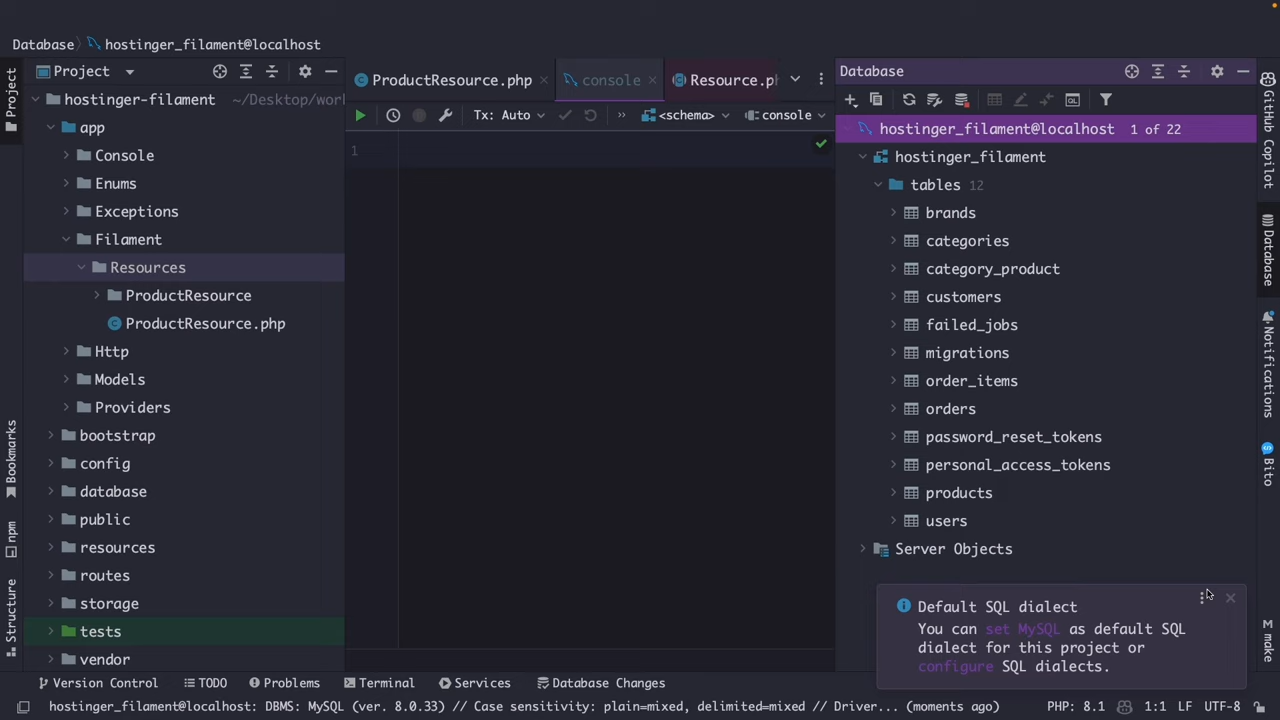 Database
hostinger_filament@localhost
Project
hostinger-filament ~/Desktop/wor
app
Console
Enums
Exceptions
Filament
Resources
ProductResource
ProductResource.php
Http
Models
Providers
bootstrap
config
database
public
resources
routes
storage
tests
vendor
Project
Bookmarks
npm
Structure
ProductResource.php
console
Resource.ph
Tx: Auto
<schema>
console
1
Database
hostinger_filament@localhost 1 of 22
hostinger_filament
tables 12
brands
categories
category_product
customers
failed_jobs
migrations
order_items
orders
password_reset_tokens
personal_access_tokens
products
users
Server Objects
Default SQL dialect
You can set MySQL as default SQL
dialect for this project or
configure SQL dialects.
GitHub Copilot
Database
Notifications
Bito
make
Version Control
TODO
Problems
Terminal
Services
Database Changes
hostinger_filament@localhost: DBMS: MySQL (ver. 8.0.33) // Case sensitivity: plain=mixed, delimited=mixed // Driver... (moments ago)
PHP: 8.1
1:1
LF
UTF-8